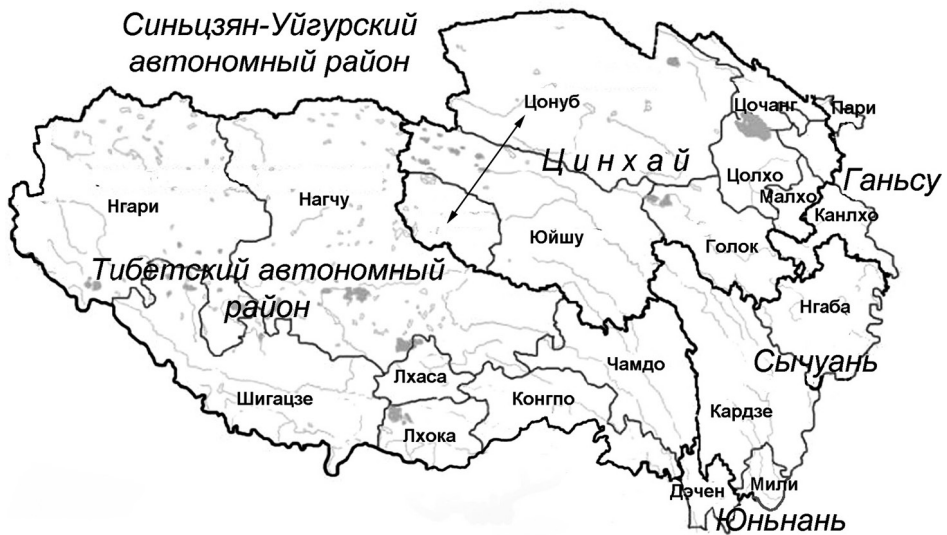 Синьцзян-Уйгурский
автономный район
Цонуб
Цочанг
Пари
Цинхай
Цолхо
Ганьсу
Нгари
Нагчу
Малхо
Канлхо
Юйшу
Голок
Тибетский автономный
район
Нгаба
Чамдо
Сычуань
Лхаса
Шигацзе
Конгпо
Кардзе
Лхока
Дэчен
Мили
Юньнань